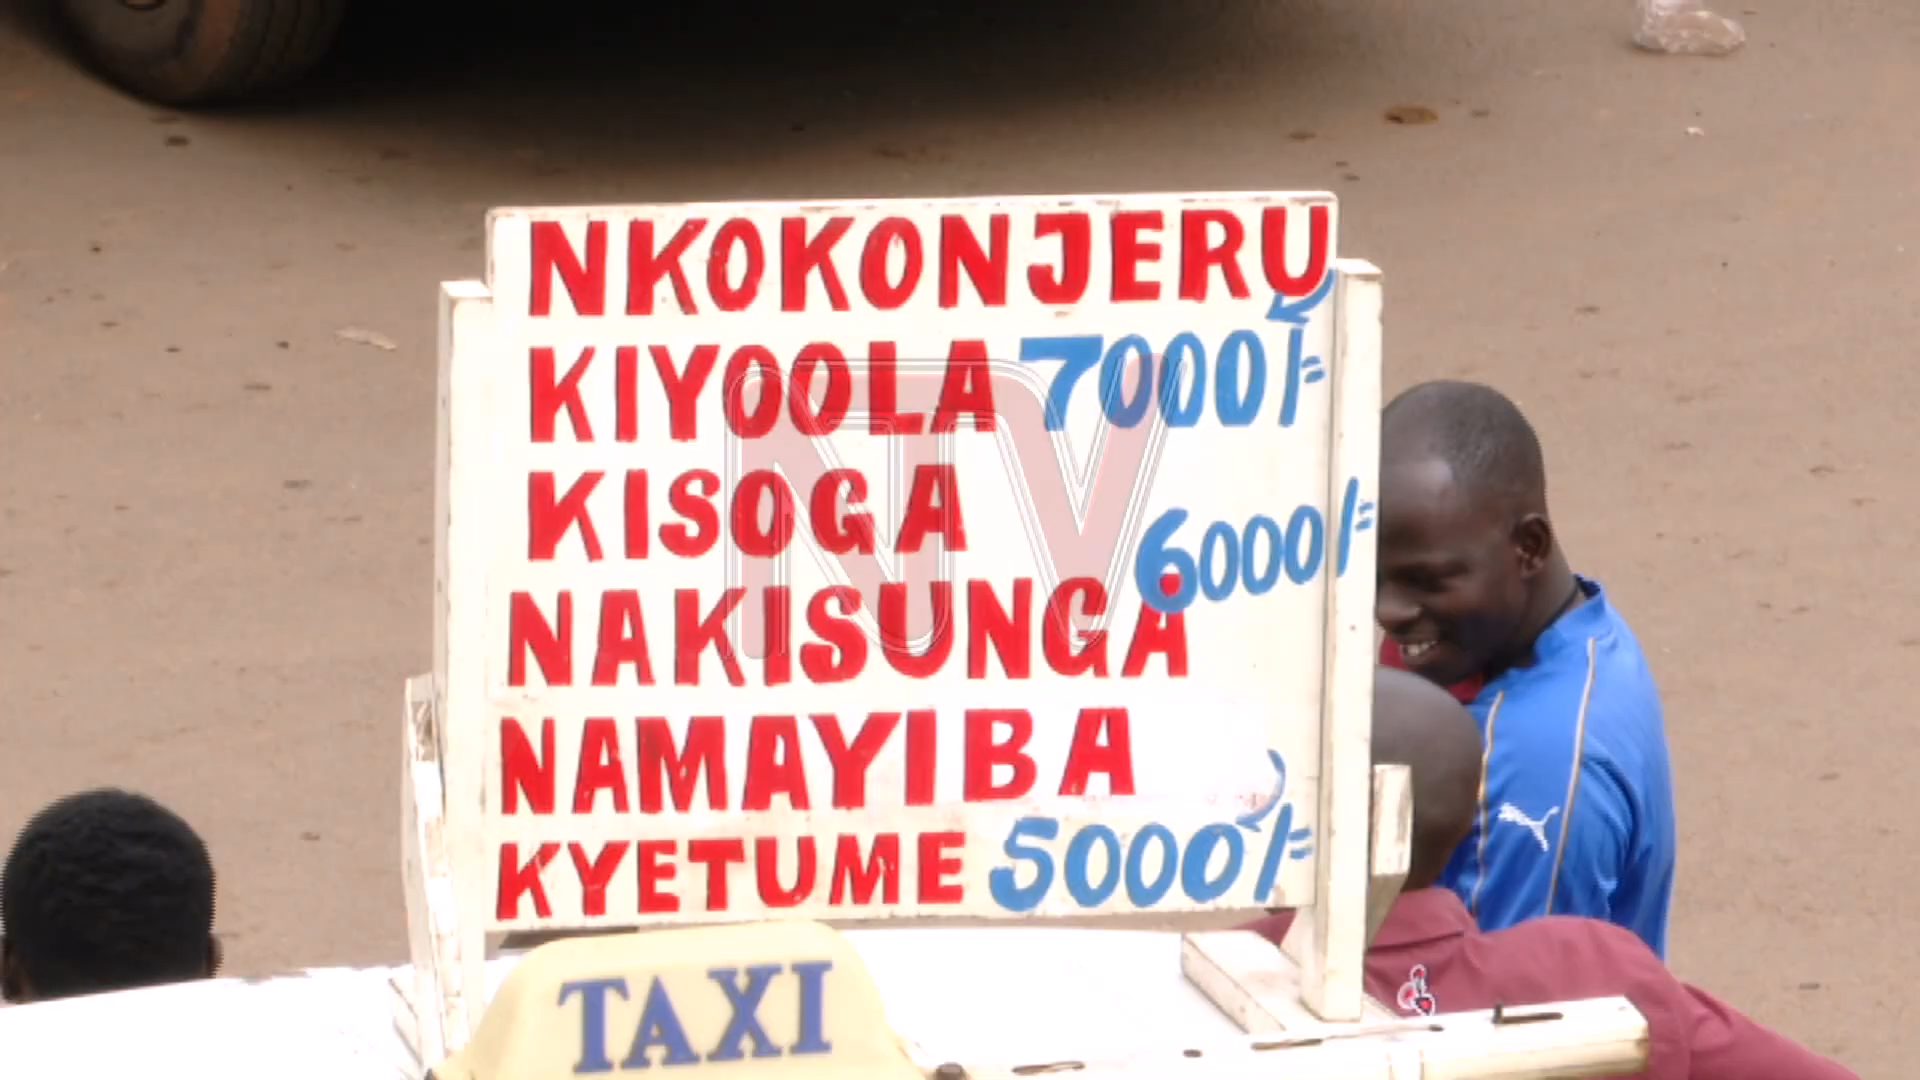 NKOKONJERU
KIYOOLA 7000/=
KISOGA
6000/=
NAKISUNGA
NAMAYIBA
KYETUME 5000/=
TAXI
NTV